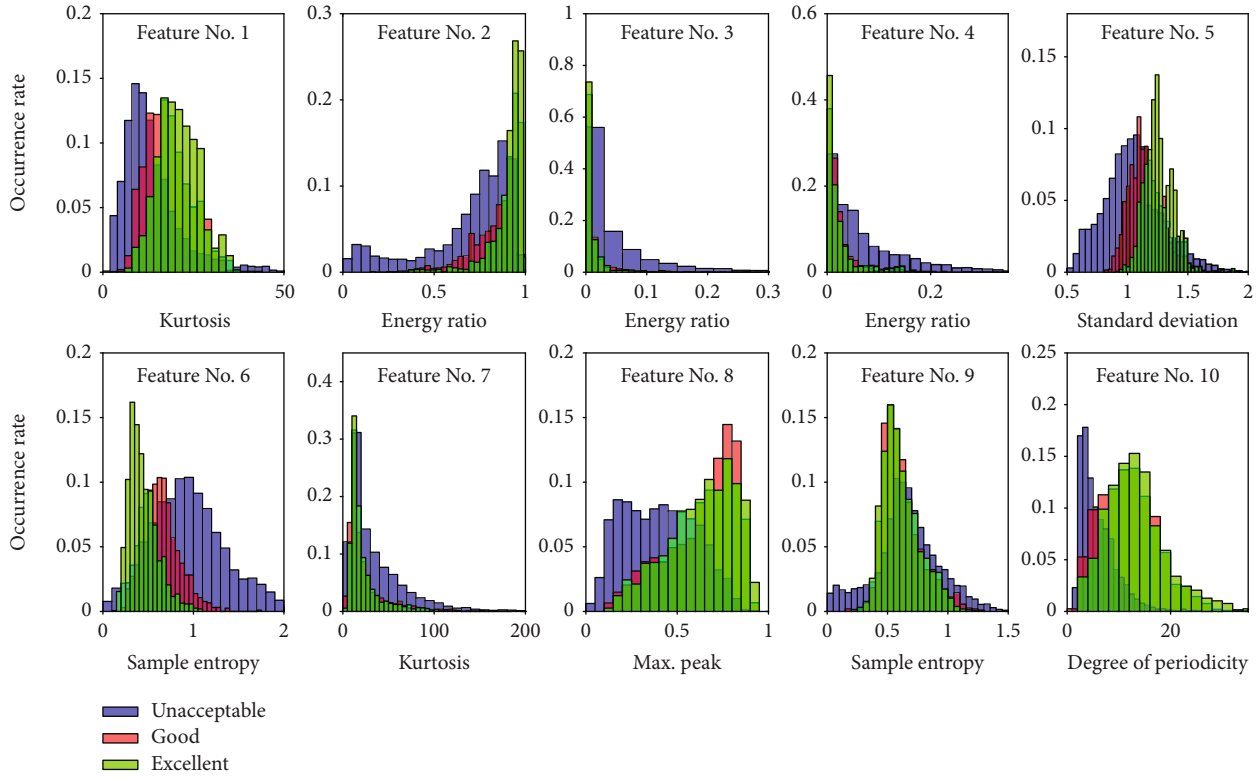 Feature No. 1
Feature No. 2
Feature No. 3
Feature No. 4
Feature No. 5
Occurrence rate
0.2
0.15
0.1
0.05
0
0 50
Kurtosis
0.3
0.2
0.1
0
0 0.5 1
Energy ratio
1
0.8
0.6
0.4
0.2
0
0 0.1 0.2 0.3
Energy ratio
0.6
0.4
0.2
0
0 0.2
Energy ratio
0.15
0.1
0.05
0
0.5 1 1.5 2
Standard deviation
Feature No. 6
Feature No. 7
Feature No. 8
Feature No. 9
Feature No. 10
Occurrence rate
0.2
0.15
0.1
0.05
0
0 1 2
Sample entropy
0.4
0.3
0.2
0.1
0
0 100 200
Kurtosis
0.2
0.15
0.1
0.05
0
0 0.5 1
Max. peak
0.2
0.15
0.1
0.05
0
0 0.5 1 1.5
Sample entropy
0.25
0.2
0.15
0.1
0.05
0
0 20
Degree of periodicity
Unacceptable
Good
Excellent